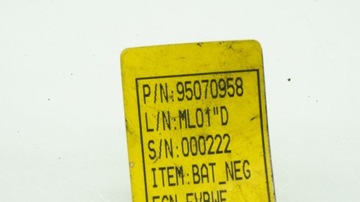 P/N:95070958
L/N:ML01"D
S/N:000222
ITEM:BAT_NEG